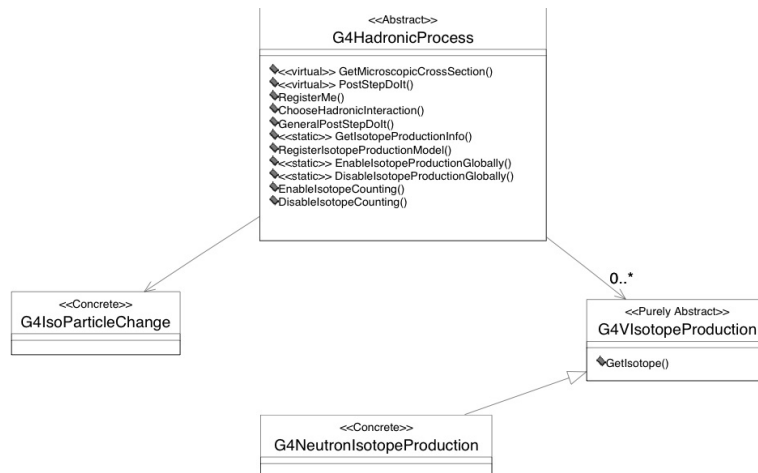 <<Abstract>>
G4HadronicProcess
<<virtual>> GetMicroscopicCrossSection()
<<virtual>> PostStepDoIt()
RegisterMe()
ChooseHadronicInteraction()
GeneralPostStepDoIt()
<<static>> GetIsotopeProductionInfo()
RegisterIsotopeProductionModel()
<<static>> EnableIsotopeProductionGlobally()
<<static>> DisableIsotopeProductionGlobally()
EnableIsotopeCounting()
DisableIsotopeCounting()
0..*
<<Concrete>>
G4IsoParticleChange
<<Purely Abstract>>
G4VIsotopeProduction
GetIsotope()
<<Concrete>>
G4NeutronIsotopeProduction